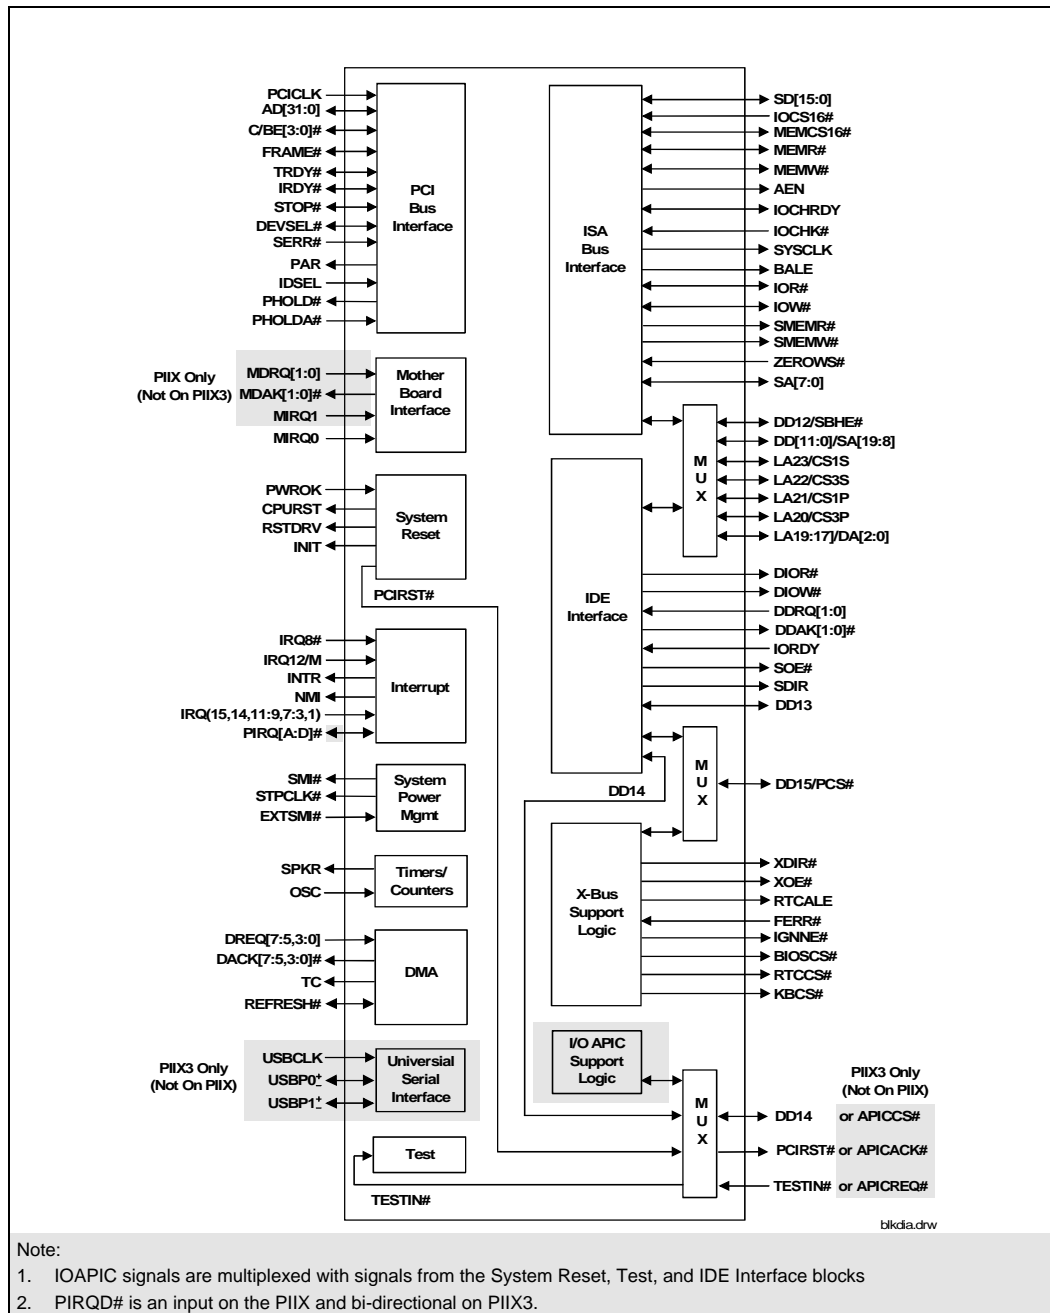 PCICLK
AD[31:0]
C/BE[3:0]#
FRAME#
TRDY#
IRDY#
STOP#
DEVSEL#
SERR#
PAR
IDSEL
PHOLD#
PHOLDA#
PCI
Bus
Interface
PIIX Only
(Not On PIIX3)
MDRQ[1:0]
MDAK[1:0]#
MIRQ1
MIRQ0
Mother
Board
Interface
PWROK
CPURST
RSTDRV
INIT
System
Reset
PCIRST#
IRQ8#
IRQ12/M
INTR
NMI
IRQ(15,14,11:9,7:3,1)
PIRQ[A:D]#
Interrupt
SMI#
STPCLK#
EXTSMI#
System
Power
Mgmt
SPKR
OSC
Timers/
Counters
DREQ[7:5,3:0]
DACK[7:5,3:0]#
TC
REFRESH#
DMA
PIIX3 Only
(Not On PIIX)
USBCLK
USBP0±
USBP1±
Universial
Serial
Interface
Test
TESTIN#
ISA
Bus
Interface
SD[15:0]
IOCS16#
MEMCS16#
MEMR#
MEMW#
AEN
IOCHRDY
IOCHK#
SYSCLK
BALE
IOR#
IOW#
SMEMR#
SMEMW#
ZEROWS#
SA[7:0]
M
U
X
DD12/SBHE#
DD[11:0]/SA[19:8]
LA23/CS1S
LA22/CS3S
LA21/CS1P
LA20/CS3P
LA19:17]/DA[2:0]
IDE
Interface
DIOR#
DIOW#
DDRQ[1:0]
DDAK[1:0]#
IORDY
SOE#
SDIR
DD13
DD14
M
U
X
DD15/PCS#
X-Bus
Support
Logic
XDIR#
XOE#
RTCALE
FERR#
IGNNE#
BIOSCS#
RTCCS#
KBCS#
I/O APIC
Support
Logic
M
U
X
PIIX3 Only
(Not On PIIX)
DD14 or APICCS#
PCIRST# or APICACK#
TESTIN# or APICREQ#
blkdia.drw
Note:
1. IOAPIC signals are multiplexed with signals from the System Reset, Test, and IDE Interface blocks
2. PIRQD# is an input on the PIIX and bi-directional on PIIX3.